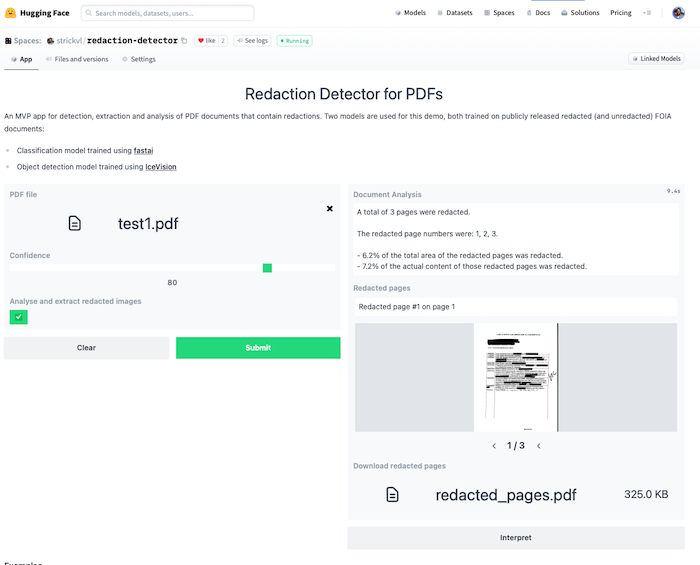 Hugging Face
Search models, datasets, users...
Models
Datasets
Spaces
Docs
Solutions
Pricing
Spaces:
strickvl/redaction-detector
like 2
See logs
Running
App
Files and versions
Settings
Linked Models
Redaction Detector for PDFs
An MVP app for detection, extraction and analysis of PDF documents that contain redactions. Two models are used for this demo, both trained on publicly released redacted (and unredacted) FOIA
documents:
Classification model trained using fastai
Object detection model trained using IceVision
PDF file
test1.pdf
Confidence
80
Analyse and extract redacted images
Clear
Submit
Document Analysis
9.4s
A total of 3 pages were redacted.
The redacted page numbers were: 1, 2, 3.
- 6.2% of the total area of the redacted pages was redacted.
- 7.2% of the actual content of those redacted pages was redacted.
Redacted pages
Redacted page #1 on page 1
1 / 3
Download redacted pages
redacted_pages.pdf
325.0 KB
Interpret